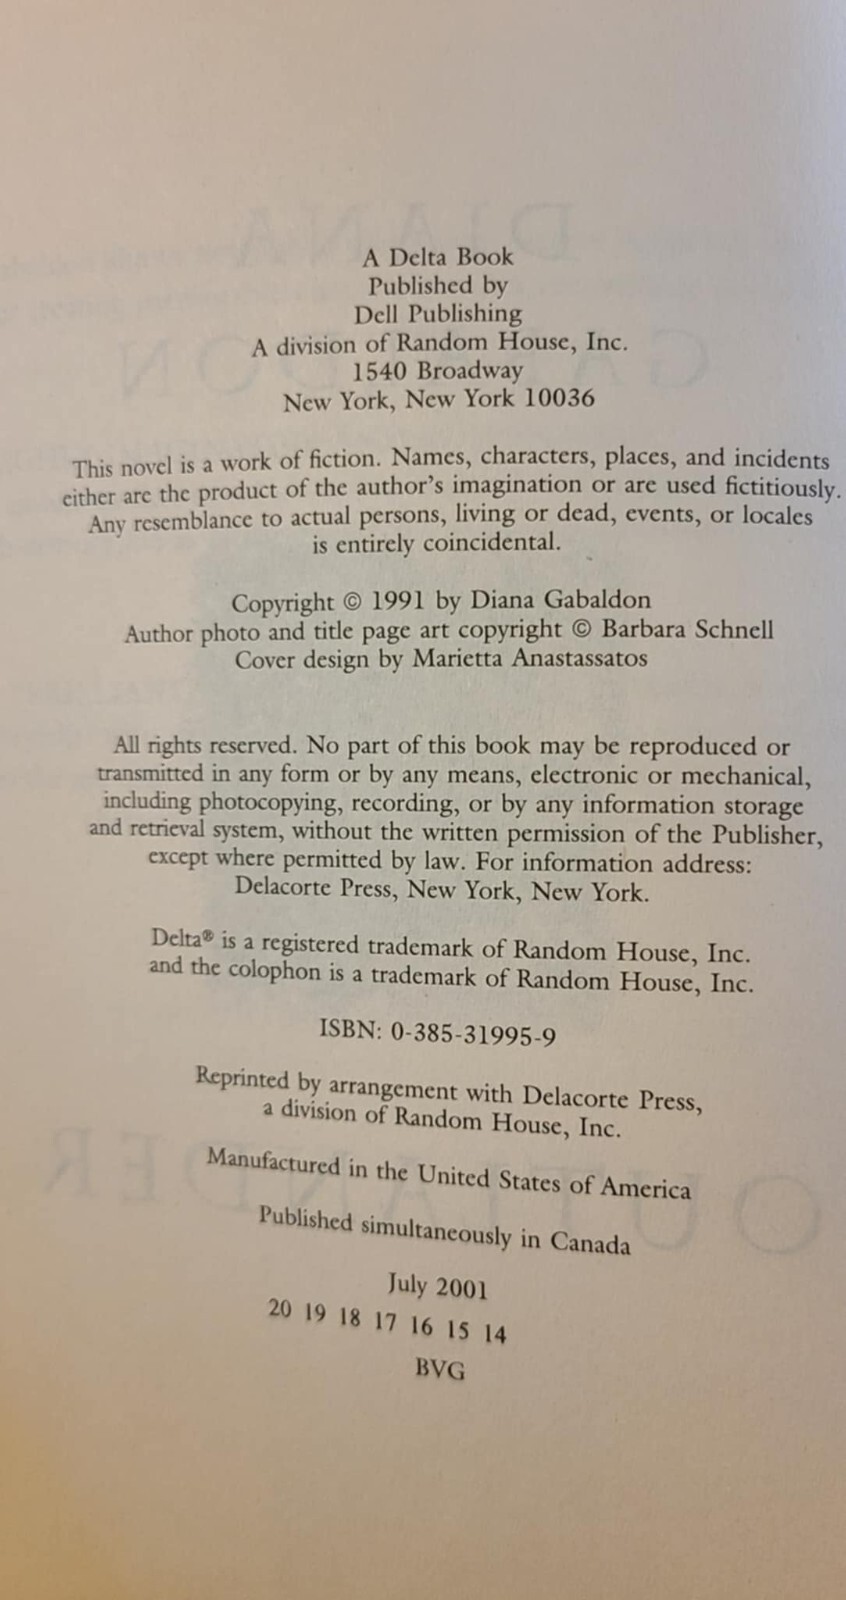 A Delta Book
Published by
Dell Publishing
A division of Random House, Inc.
1540 Broadway
New York, New York 10036
This novel is a work of fiction. Names, characters, places, and incidents
either are the product of the author's imagination or are used fictitiously.
Any resemblance to actual persons, living or dead, events, or locales
is entirely coincidental.
Copyright © 1991 by Diana Gabaldon
Author photo and title page art copyright © Barbara Schnell
Cover design by Marietta Anastassatos
All rights reserved. No part of this book may be reproduced or
transmitted in any form or by any means, electronic or mechanical,
including photocopying, recording, or by any information storage
and retrieval system, without the written permission of the Publisher,
except where permitted by law. For information address:
Delacorte Press, New York, New York.
Delta® is a registered trademark of Random House, Inc.
and the colophon is a trademark of Random House, Inc.
ISBN: 0-385-31995-9
Reprinted by arrangement with Delacorte Press,
a division of Random House, Inc.
Manufactured in the United States of America
Published simultaneously in Canada
July 2001
20 19 18 17 16 15 14
BVG